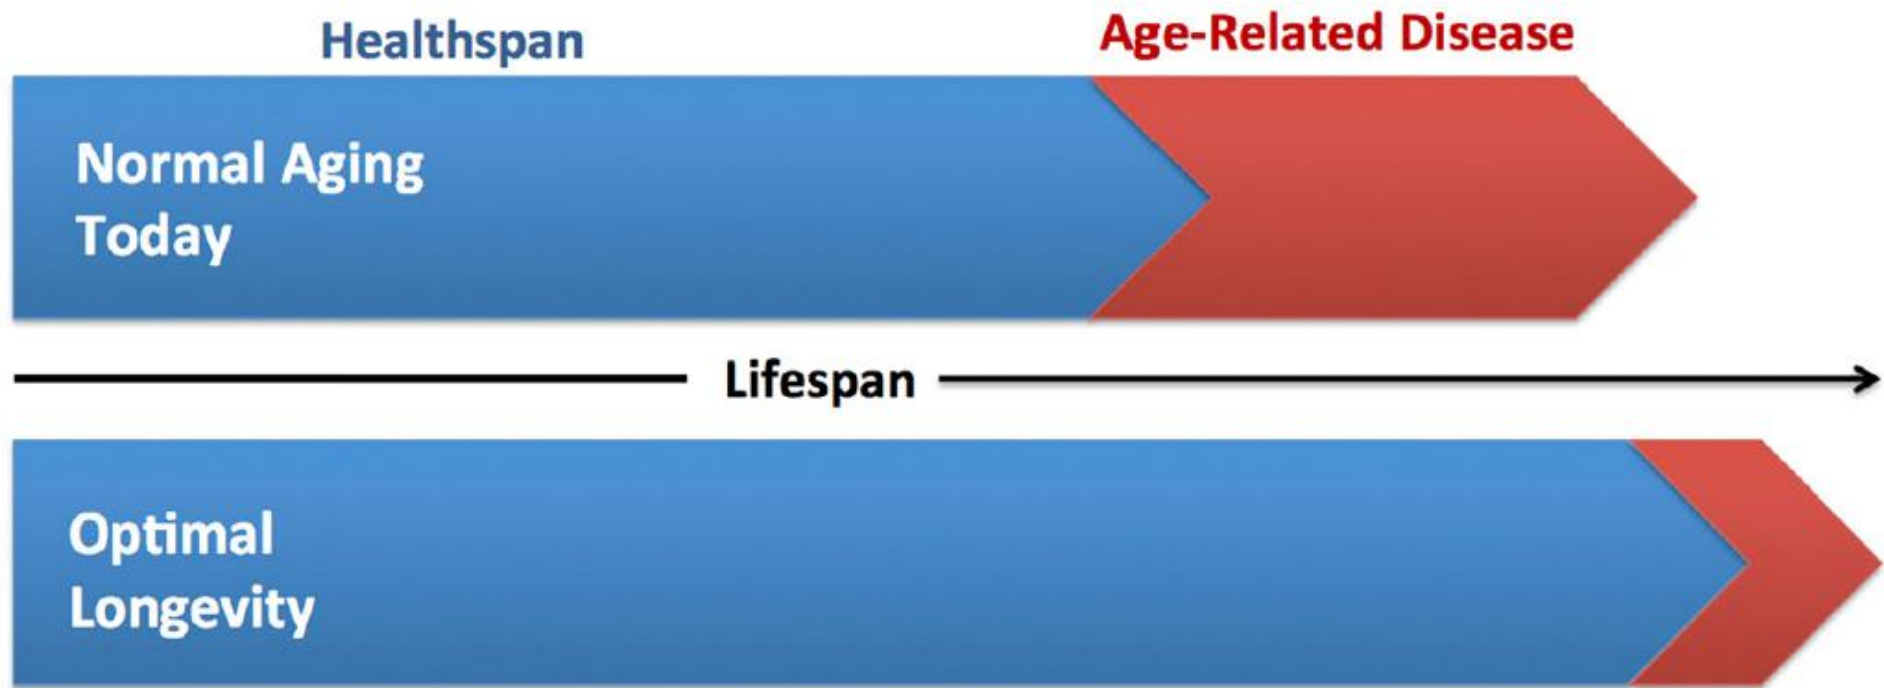 Healthspan
Age-Related Disease
Normal Aging
Today
Lifespan
Optimal
Longevity